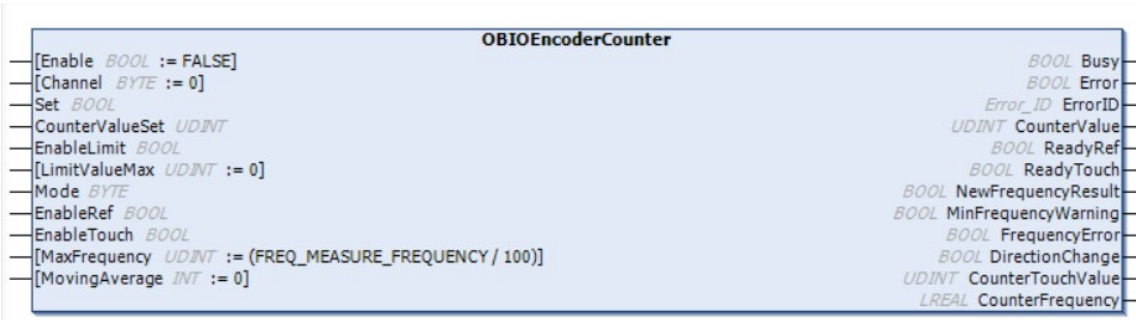 OBIOEncoderCounter
[Enable BOOL := FALSE] BOOL Busy
[Channel BYTE := 0] BOOL Error
Set BOOL Error_ID ErrorID
CounterValueSet UDINT UDINT CounterValue
EnableLimit BOOL BOOL ReadyRef
[LimitValueMax UDINT := 0] BOOL ReadyTouch
Mode BYTE BOOL NewFrequencyResult
EnableRef BOOL BOOL MinFrequencyWarning
EnableTouch BOOL BOOL FrequencyError
[MaxFrequency UDINT := (FREQ_MEASURE_FREQUENCY / 100)] BOOL DirectionChange
[MovingAverage INT := 0] UDINT CounterTouchValue
LREAL CounterFrequency